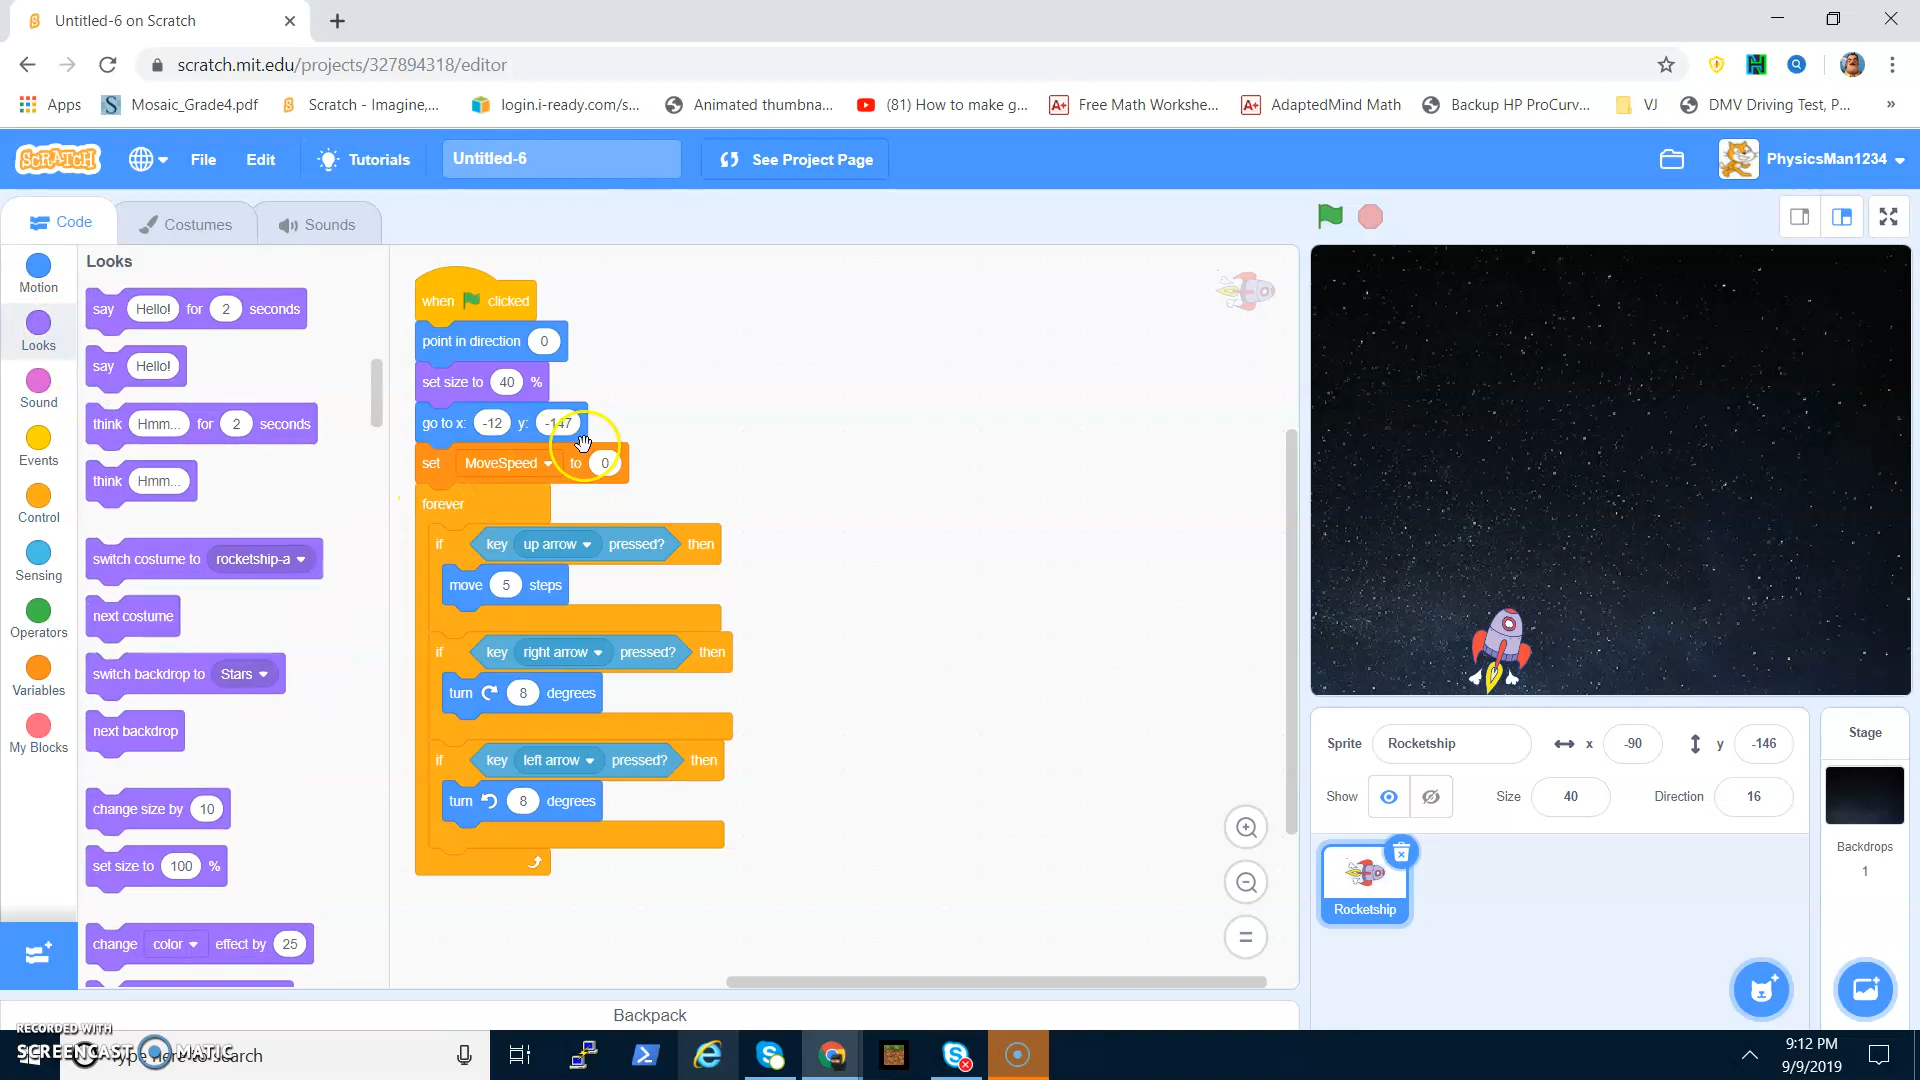 Untitled-6 on Scratch
scratch.mit.edu/projects/327894318/editor
Apps Mosaic_Grade4.pdf Scratch - Imagine,... login.i-ready.com/s... Animated thumbna... (81) How to make g... Free Math Workshe... AdaptedMind Math Backup HP ProCurv... VJ DMV Driving Test, P... »
SCRATCH File Edit Tutorials Untitled-6 See Project Page PhysicsMan1234
Code Costumes Sounds
Motion
Looks
Sound
Events
Control
Sensing
Operators
Variables
My Blocks
Looks
say Hello! for 2 seconds
say Hello!
think Hmm... for 2 seconds
think Hmm...
switch costume to rocketship-a
next costume
switch backdrop to Stars
next backdrop
change size by 10
set size to 100 %
change color effect by 25
when clicked
point in direction 0
set size to 40 %
go to x: -12 y: -147
set MoveSpeed to 0
forever
if key up arrow pressed? then
move 5 steps
if key right arrow pressed? then
turn 8 degrees
if key left arrow pressed? then
turn 8 degrees
Backpack
Sprite Rocketship x -90 y -146
Show Size 40 Direction 16
Rocketship
Stage
Backdrops
1
RECORDED WITH
SCREENCAST MATIC
Type here to search
9:12 PM
9/9/2019